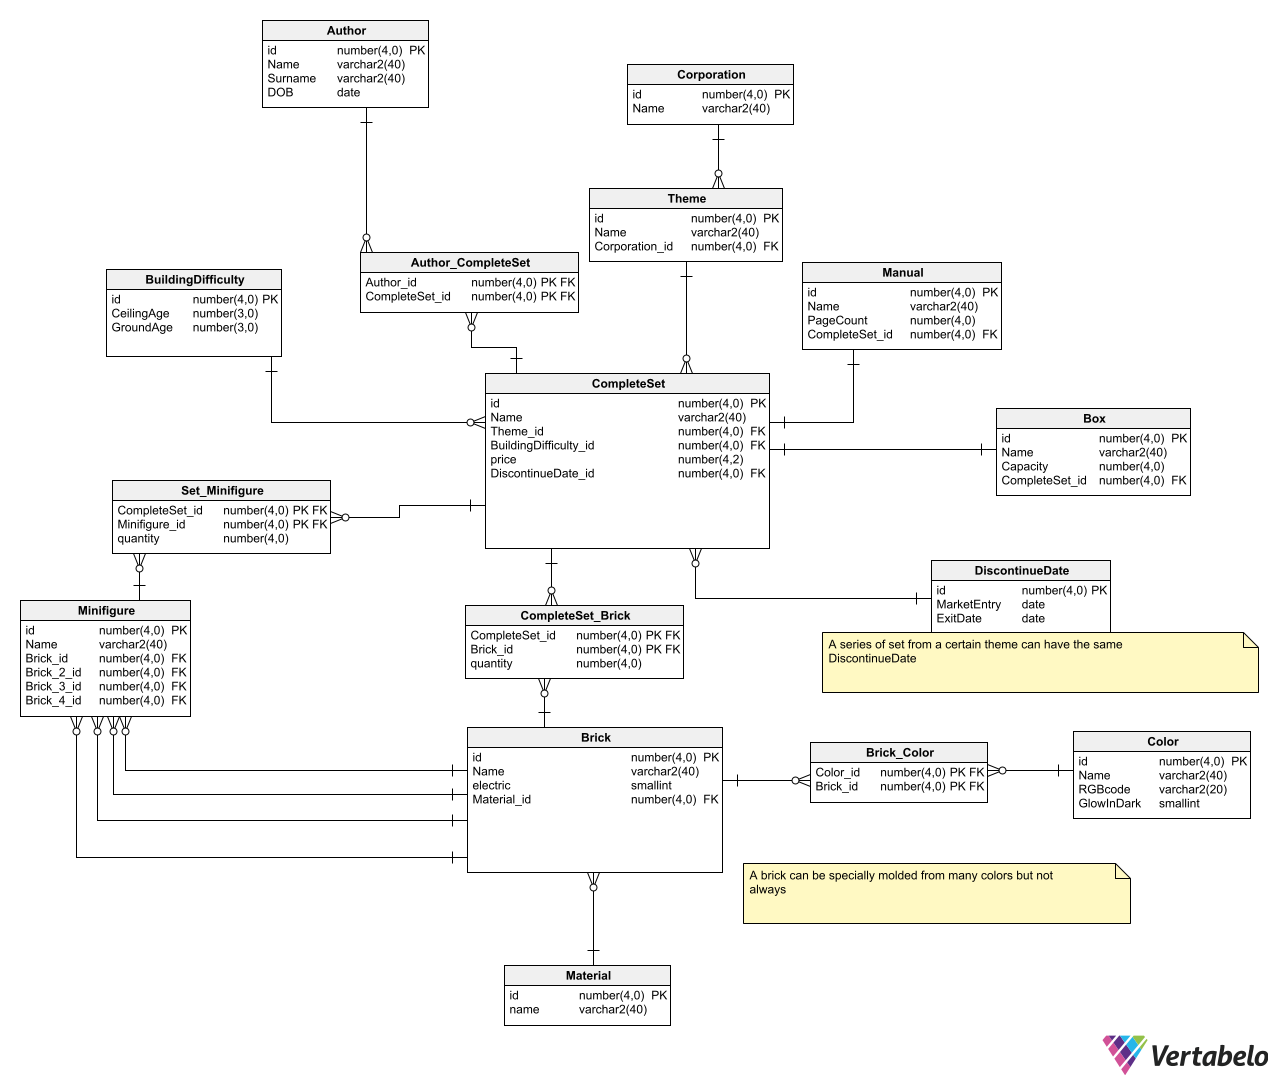 Author
id number(4,0) PK
Name varchar2(40)
Surname varchar2(40)
DOB date
Corporation
id number(4,0) PK
Name varchar2(40)
Theme
id number(4,0) PK
Name varchar2(40)
Corporation_id number(4,0) FK
Author_CompleteSet
Author_id number(4,0) PK FK
CompleteSet_id number(4,0) PK FK
BuildingDifficulty
id number(4,0) PK
CeilingAge number(3,0)
GroundAge number(3,0)
Manual
id number(4,0) PK
Name varchar2(40)
PageCount number(4,0)
CompleteSet_id number(4,0) FK
CompleteSet
id number(4,0) PK
Name varchar2(40)
Theme_id number(4,0) FK
BuildingDifficulty_id number(4,0) FK
price number(4,2)
DiscontinueDate_id number(4,0) FK
Box
id number(4,0) PK
Name varchar2(40)
Capacity number(4,0)
CompleteSet_id number(4,0) FK
Set_Minifigure
CompleteSet_id number(4,0) PK FK
Minifigure_id number(4,0) PK FK
quantity number(4,0)
DiscontinueDate
id number(4,0) PK
MarketEntry date
ExitDate date
A series of set from a certain theme can have the same
DiscontinueDate
Minifigure
id number(4,0) PK
Name varchar2(40)
Brick_id number(4,0) FK
Brick_2_id number(4,0) FK
Brick_3_id number(4,0) FK
Brick_4_id number(4,0) FK
CompleteSet_Brick
CompleteSet_id number(4,0) PK FK
Brick_id number(4,0) PK FK
quantity number(4,0)
Brick
id number(4,0) PK
Name varchar2(40)
electric smallint
Material_id number(4,0) FK
Brick_Color
Color_id number(4,0) PK FK
Brick_id number(4,0) PK FK
Color
id number(4,0) PK
Name varchar2(40)
RGBcode varchar2(20)
GlowInDark smallint
A brick can be specially molded from many colors but not
always
Material
id number(4,0) PK
name varchar2(40)
Vertabelo